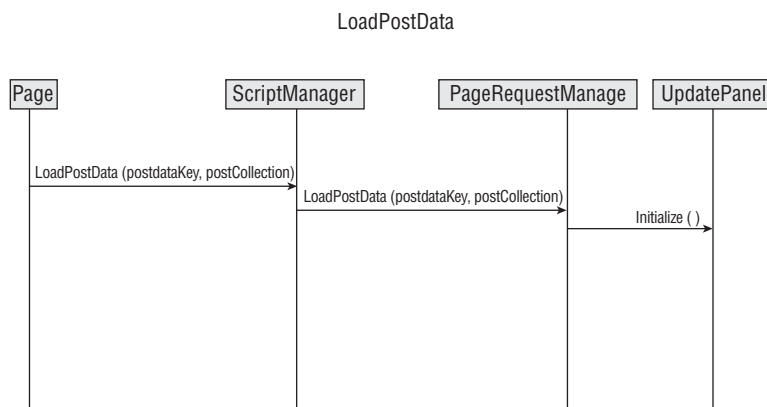 LoadPostData
Page
ScriptManager
PageRequestManage
UpdatePanel
LoadPostData (postdataKey, postCollection)
LoadPostData (postdataKey, postCollection)
Initialize ( )